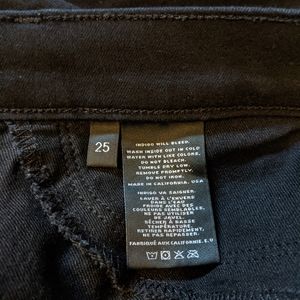 25
INDIGO WILL BLEED.
WASH INSIDE OUT IN COLD
WATER WITH LIKE COLORS.
DO NOT BLEACH.
TUMBLE DRY LOW.
REMOVE PROMPTLY.
DO NOT IRON.
MADE IN CALIFORNIA. USA
INDIGO VA SAIGNER.
LAVER À L'ENVERS À L'EAU
FROIDE AVEC DES
COULEURS SEMBLABLES.
NE PAS UTILISER
DE JAVEL.
SÉCHER À BASSE
TEMPÉRATURE.
RETIRER RAPIDEMENT.
NE PAS REPASSER.
FABRIQUÉ AUX CALIFORNIE. É.U